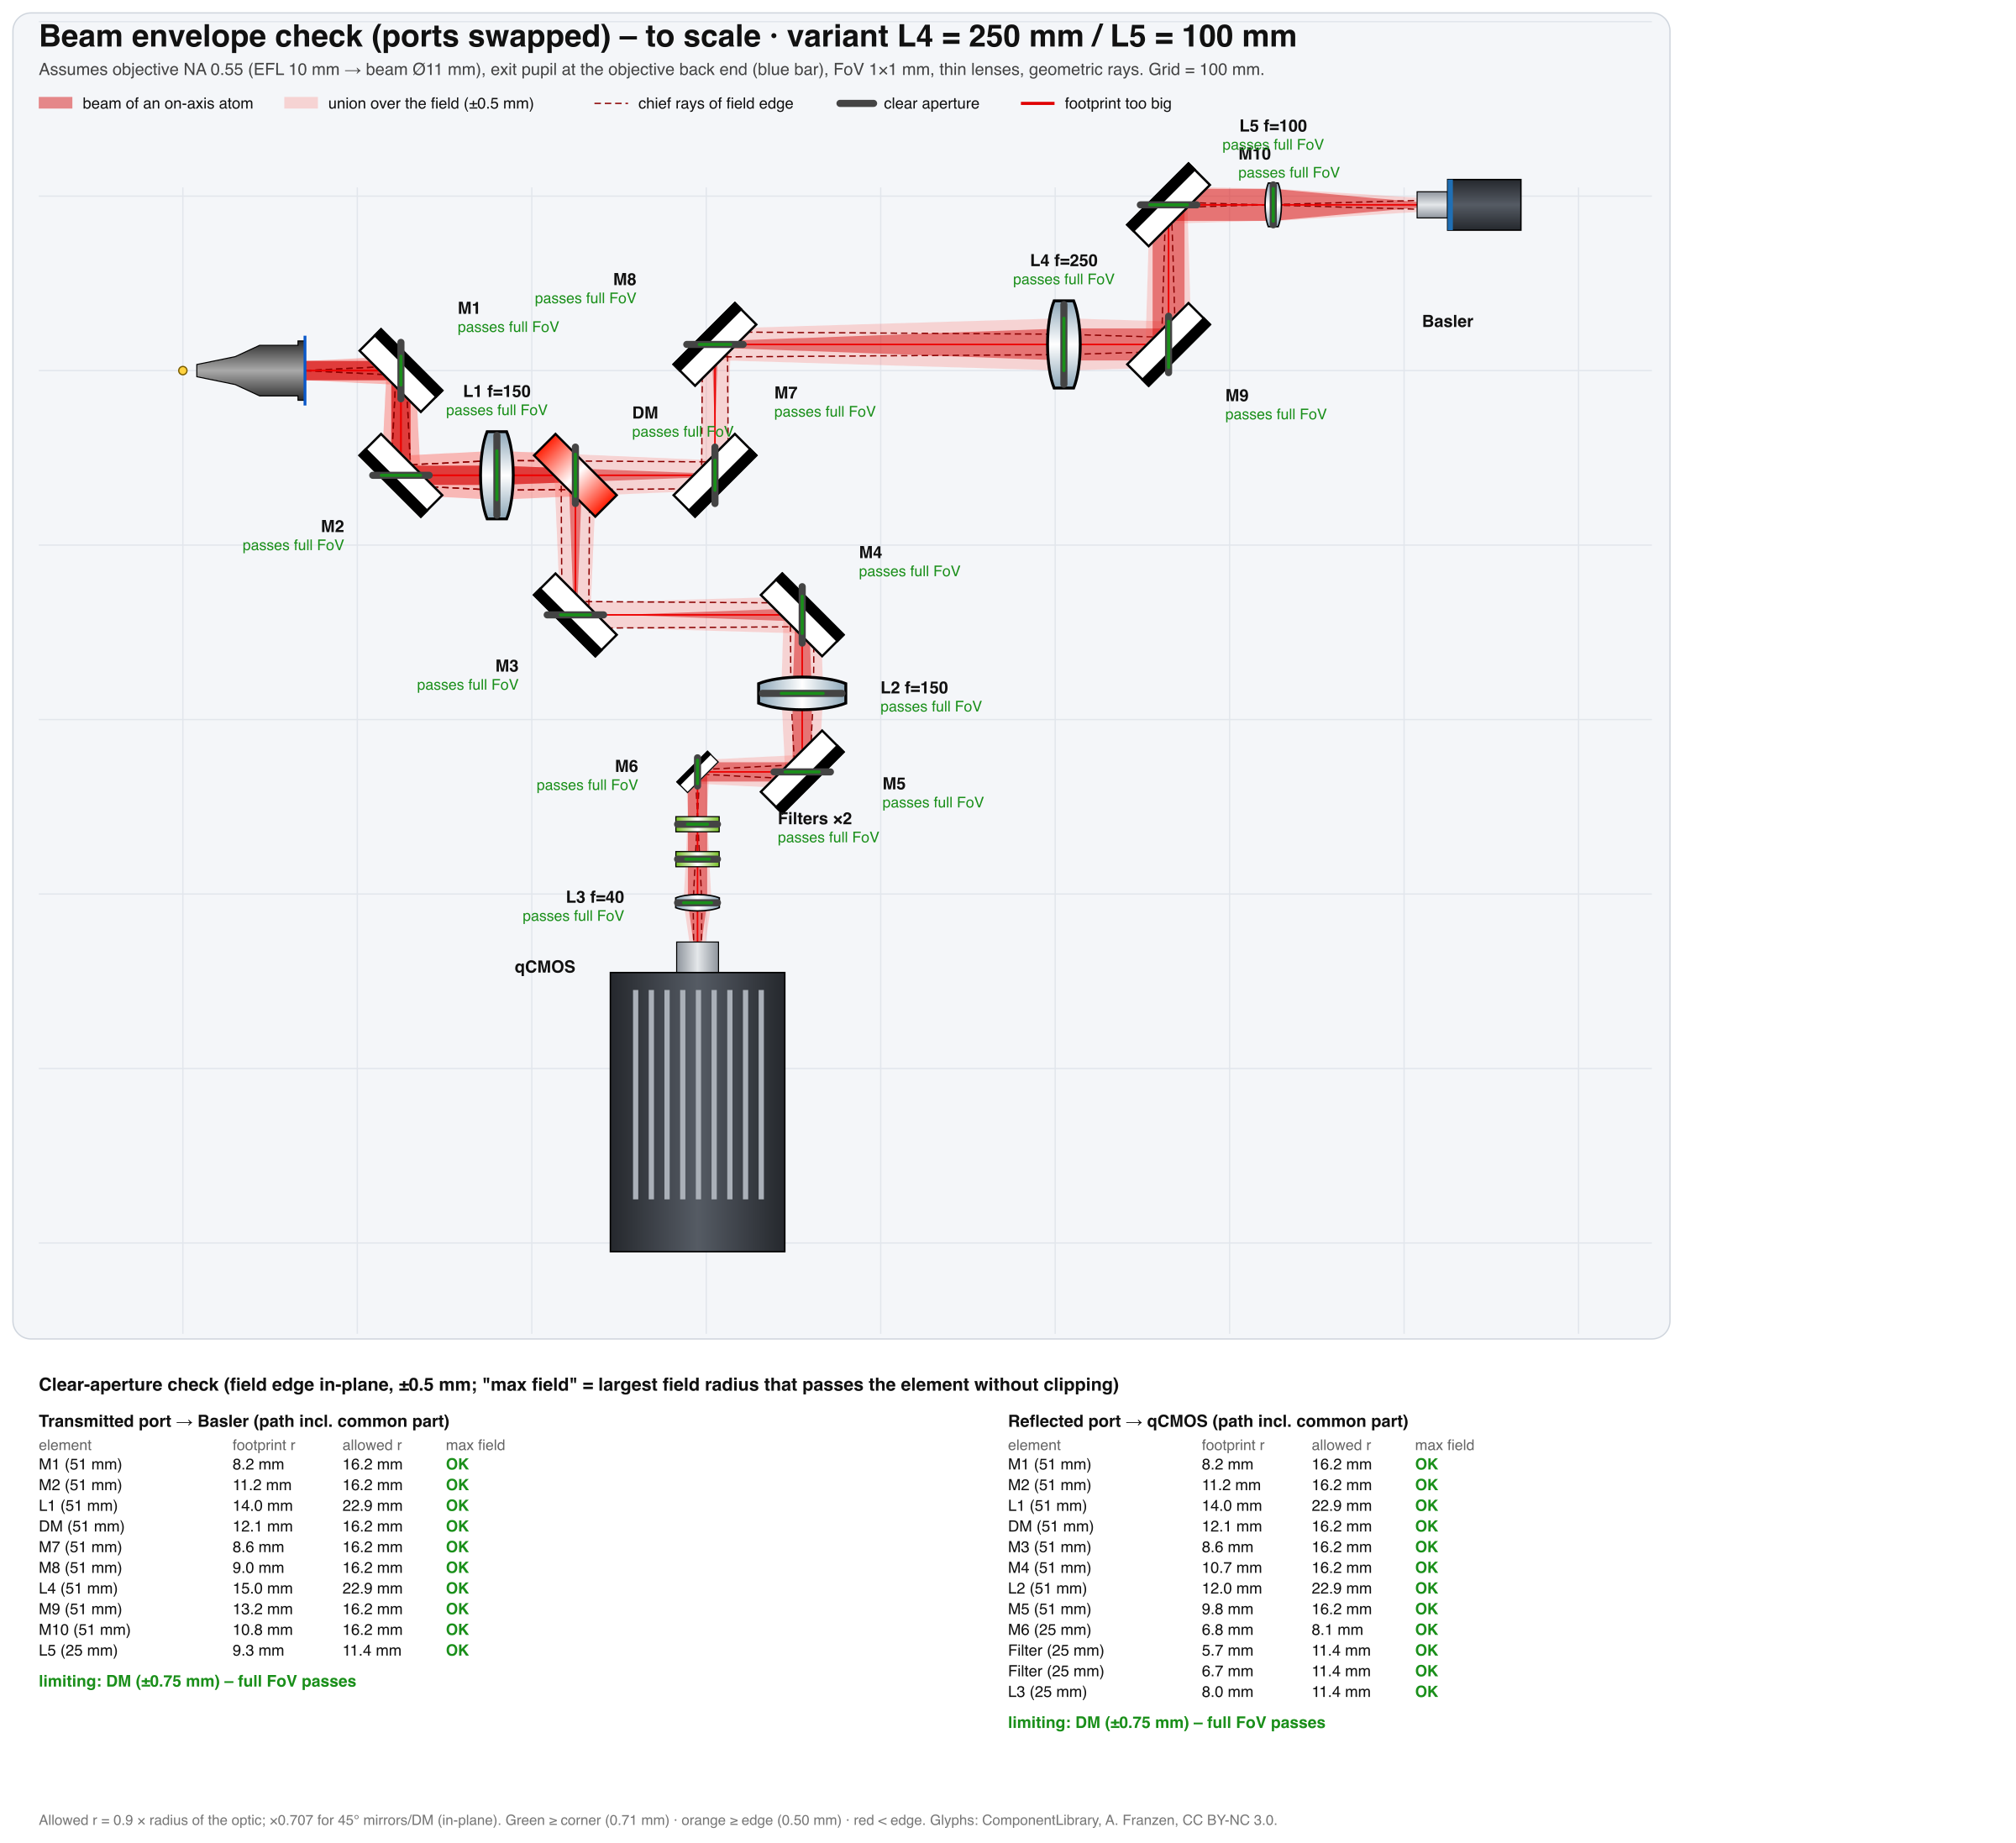 Beam envelope check (ports swapped) – to scale · variant L4 = 250 mm / L5 = 100 mm
Assumes objective NA 0.55 (EFL 10 mm → beam Ø11 mm), exit pupil at the objective back end (blue bar), FoV 1×1 mm, thin lenses, geometric rays. Grid = 100 mm.
beam of an on-axis atom
union over the field (±0.5 mm)
chief rays of field edge
clear aperture
footprint too big
L5 f=100
passes full FoV
M10
passes full FoV
L4 f=250
passes full FoV
M8
passes full FoV
M1
passes full FoV
Basler
L1 f=150
passes full FoV
DM
passes full FoV
M7
passes full FoV
M9
passes full FoV
M2
passes full FoV
M4
passes full FoV
M3
passes full FoV
L2 f=150
passes full FoV
M6
passes full FoV
M5
passes full FoV
Filters ×2
passes full FoV
L3 f=40
passes full FoV
qCMOS
Clear-aperture check (field edge in-plane, ±0.5 mm; "max field" = largest field radius that passes the element without clipping)
Transmitted port → Basler (path incl. common part)
element footprint r allowed r max field
M1 (51 mm) 8.2 mm 16.2 mm OK
M2 (51 mm) 11.2 mm 16.2 mm OK
L1 (51 mm) 14.0 mm 22.9 mm OK
DM (51 mm) 12.1 mm 16.2 mm OK
M7 (51 mm) 8.6 mm 16.2 mm OK
M8 (51 mm) 9.0 mm 16.2 mm OK
L4 (51 mm) 15.0 mm 22.9 mm OK
M9 (51 mm) 13.2 mm 16.2 mm OK
M10 (51 mm) 10.8 mm 16.2 mm OK
L5 (25 mm) 9.3 mm 11.4 mm OK
limiting: DM (±0.75 mm) – full FoV passes
Reflected port → qCMOS (path incl. common part)
element footprint r allowed r max field
M1 (51 mm) 8.2 mm 16.2 mm OK
M2 (51 mm) 11.2 mm 16.2 mm OK
L1 (51 mm) 14.0 mm 22.9 mm OK
DM (51 mm) 12.1 mm 16.2 mm OK
M3 (51 mm) 8.6 mm 16.2 mm OK
M4 (51 mm) 10.7 mm 16.2 mm OK
L2 (51 mm) 12.0 mm 22.9 mm OK
M5 (51 mm) 9.8 mm 16.2 mm OK
M6 (25 mm) 6.8 mm 8.1 mm OK
Filter (25 mm) 5.7 mm 11.4 mm OK
Filter (25 mm) 6.7 mm 11.4 mm OK
L3 (25 mm) 8.0 mm 11.4 mm OK
limiting: DM (±0.75 mm) – full FoV passes
Allowed r = 0.9 × radius of the optic; ×0.707 for 45° mirrors/DM (in-plane). Green ≥ corner (0.71 mm) · orange ≥ edge (0.50 mm) · red < edge. Glyphs: ComponentLibrary, A. Franzen, CC BY-NC 3.0.